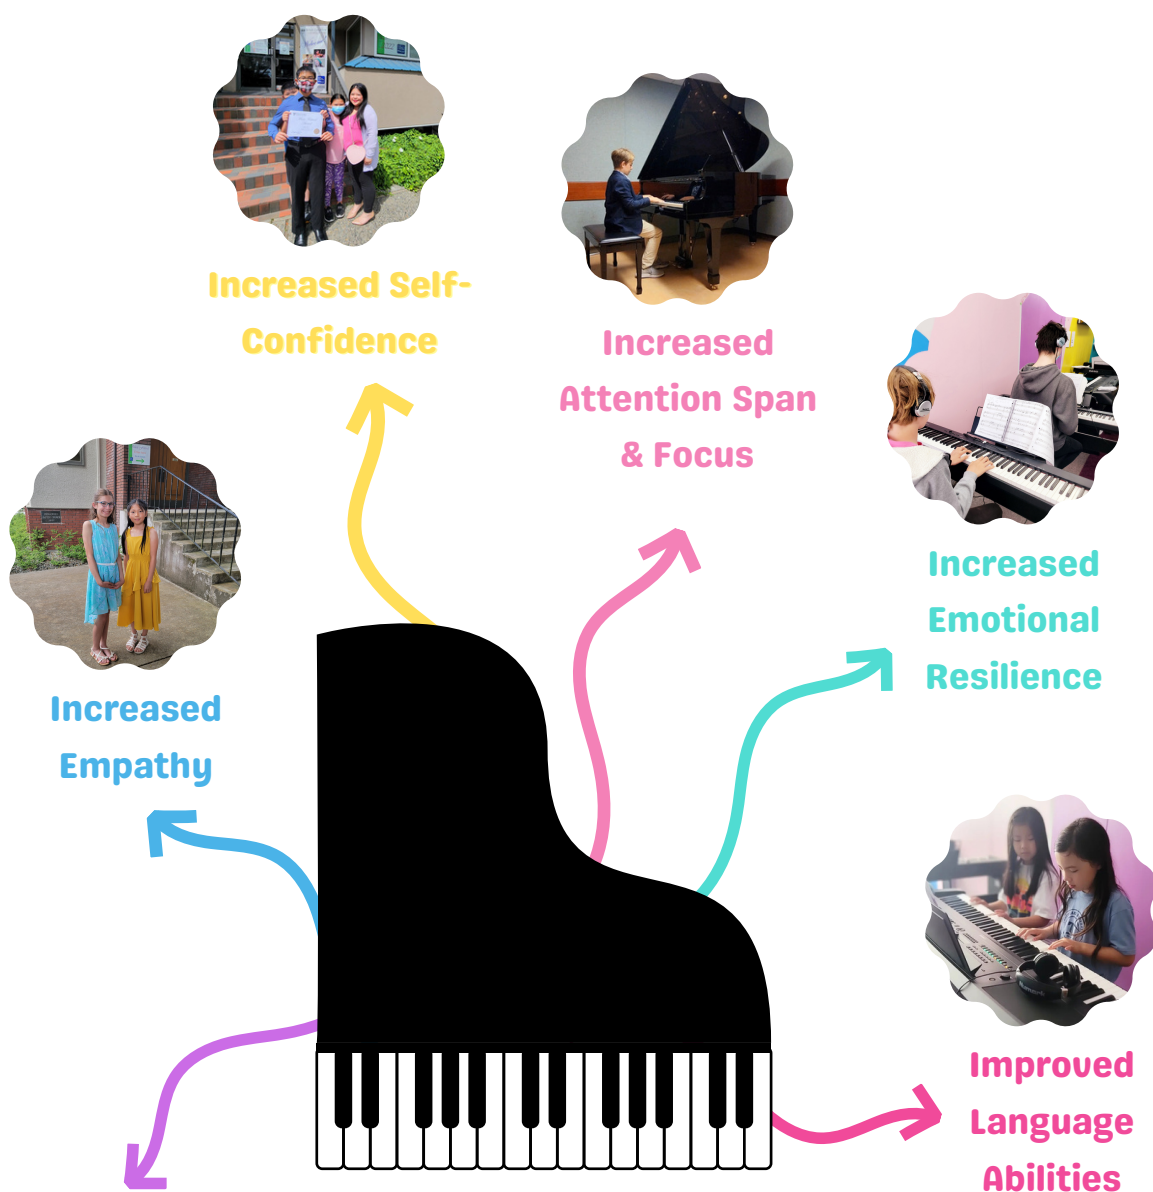 Increased Self-
Confidence
Increased
Attention Span
& Focus
Increased
Emotional
Resilience
Increased
Empathy
Improved
Language
Abilities